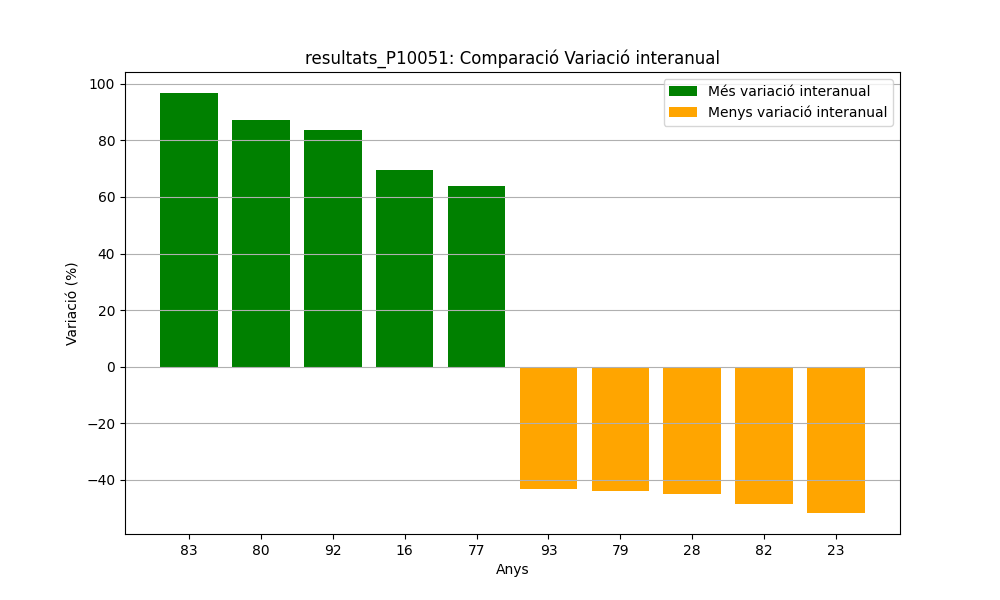 resultats_P10051: Comparació Variació interanual
Més variació interanual
Menys variació interanual
100
80
60
40
20
0
−20
−40
Variació (%)
83 80 92 16 77 93 79 28 82 23
Anys